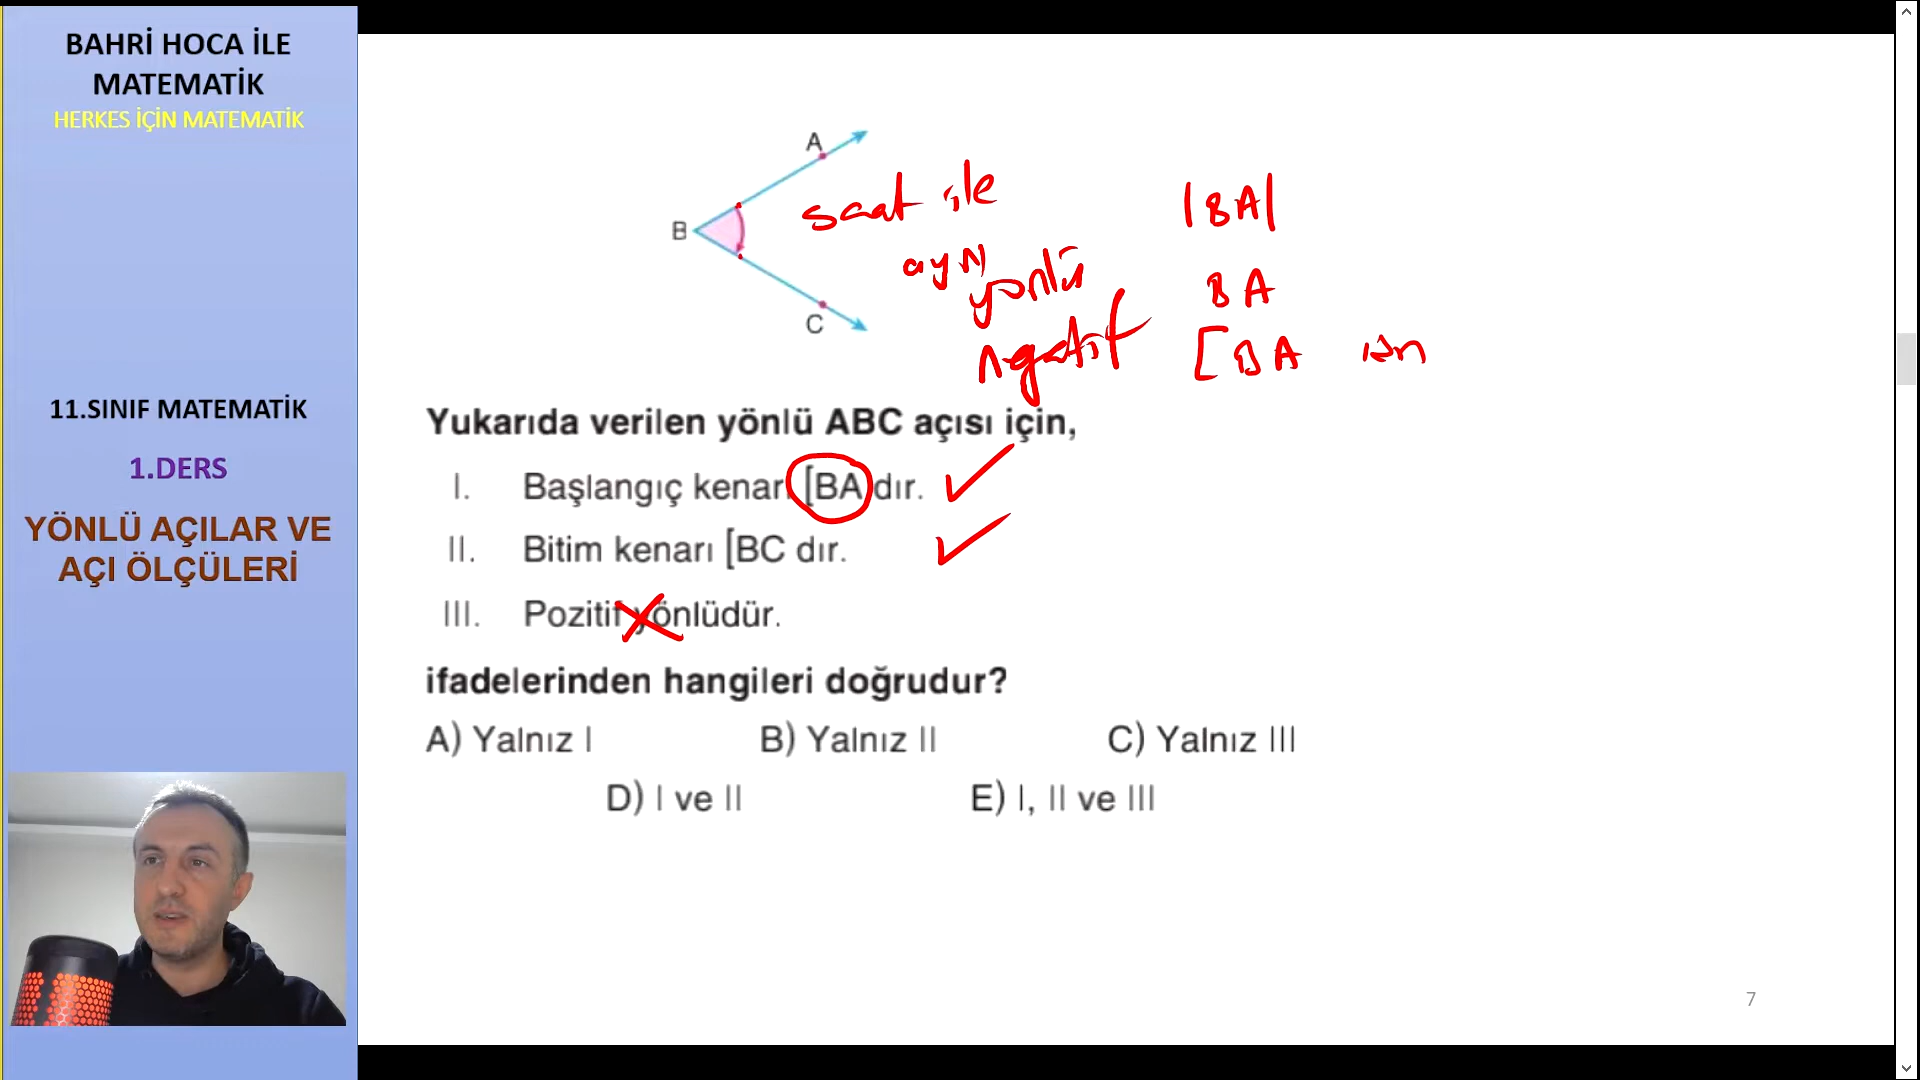 BAHRİ HOCA İLE
MATEMATİK
HERKES İÇİN MATEMATİK
11.SINIF MATEMATİK
1.DERS
YÖNLÜ AÇILAR VE
AÇI ÖLÇÜLERİ
A
B
C
saat ile
aynı
yönlü
negatif
|BA|
BA
[BA ışın
Yukarıda verilen yönlü ABC açısı için,
I. Başlangıç kenarı [BA dır.
II. Bitim kenarı [BC dır.
III. Pozitif yönlüdür.
ifadelerinden hangileri doğrudur?
A) Yalnız I B) Yalnız II C) Yalnız III
D) I ve II E) I, II ve III
7